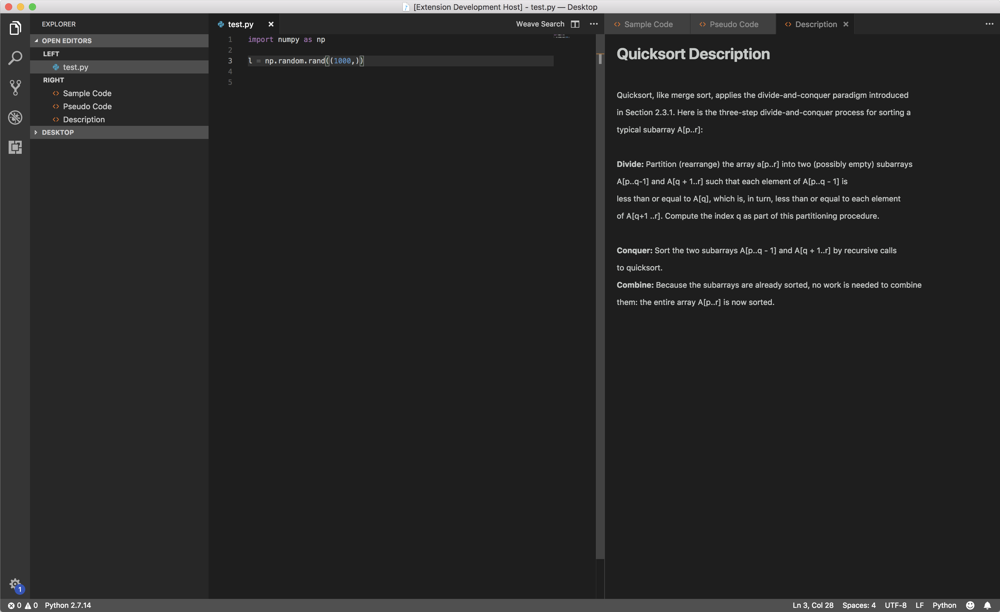 [Extension Development Host] - test.py — Desktop
EXPLORER
OPEN EDITORS
LEFT
test.py
RIGHT
Sample Code
Pseudo Code
Description
DESKTOP
test.py
Weave Search
1 import numpy as np
2
3 l = np.random.rand((1000,))
4
5
Sample Code
Pseudo Code
Description
Quicksort Description
Quicksort, like merge sort, applies the divide-and-conquer paradigm introduced
in Section 2.3.1. Here is the three-step divide-and-conquer process for sorting a
typical subarray A[p..r]:
Divide: Partition (rearrange) the array a[p..r] into two (possibly empty) subarrays
A[p..q-1] and A[q + 1..r] such that each element of A[p..q - 1] is
less than or equal to A[q], which is, in turn, less than or equal to each element
of A[q+1 ..r]. Compute the index q as part of this partitioning procedure.
Conquer: Sort the two subarrays A[p..q - 1] and A[q + 1..r] by recursive calls
to quicksort.
Combine: Because the subarrays are already sorted, no work is needed to combine
them: the entire array A[p..r] is now sorted.
1
0 0 Python 2.7.14
Ln 3, Col 28 Spaces: 4 UTF-8 LF Python